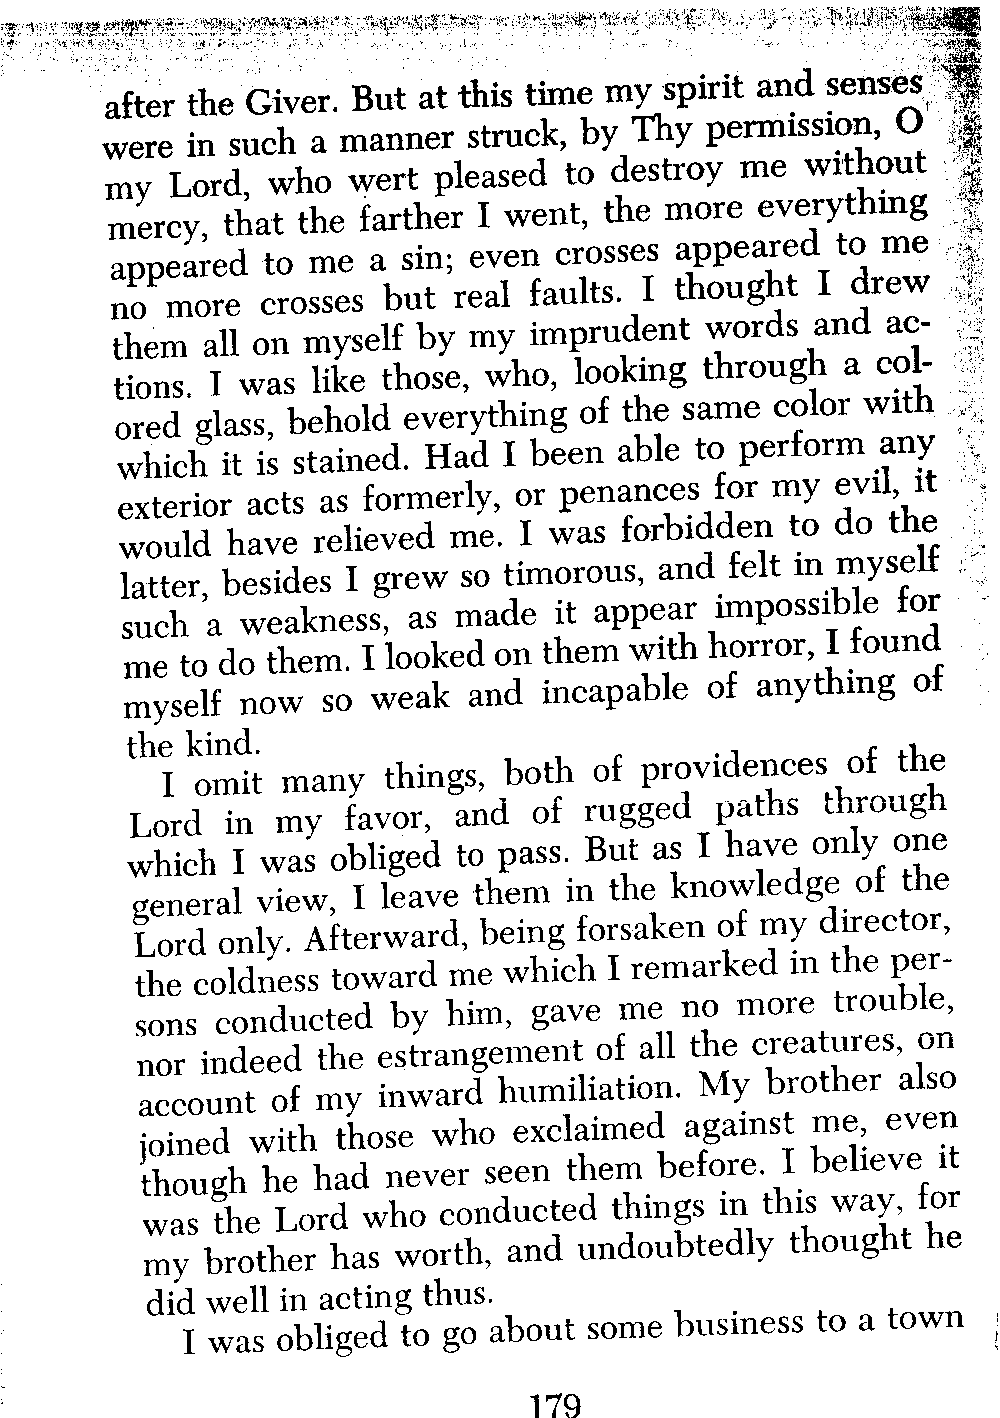 after the Giver. But at this time my spirit and senses
were in such a manner struck, by Thy permission, O
my Lord, who wert pleased to destroy me without
mercy, that the farther I went, the more everything
appeared to me a sin; even crosses appeared to me
no more crosses but real faults. I thought I drew
them all on myself by my imprudent words and ac-
tions. I was like those, who, looking through a col-
ored glass, behold everything of the same color with
which it is stained. Had I been able to perform any
exterior acts as formerly, or penances for my evil, it
would have relieved me. I was forbidden to do the
latter, besides I grew so timorous, and felt in myself
such a weakness, as made it appear impossible for
me to do them. I looked on them with horror, I found
myself now so weak and incapable of anything of
the kind.
I omit many things, both of providences of the
Lord in my favor, and of rugged paths through
which I was obliged to pass. But as I have only one
general view, I leave them in the knowledge of the
Lord only. Afterward, being forsaken of my director,
the coldness toward me which I remarked in the per-
sons conducted by him, gave me no more trouble,
nor indeed the estrangement of all the creatures, on
account of my inward humiliation. My brother also
joined with those who exclaimed against me, even
though he had never seen them before. I believe it
was the Lord who conducted things in this way, for
my brother has worth, and undoubtedly thought he
did well in acting thus.
I was obliged to go about some business to a town
179